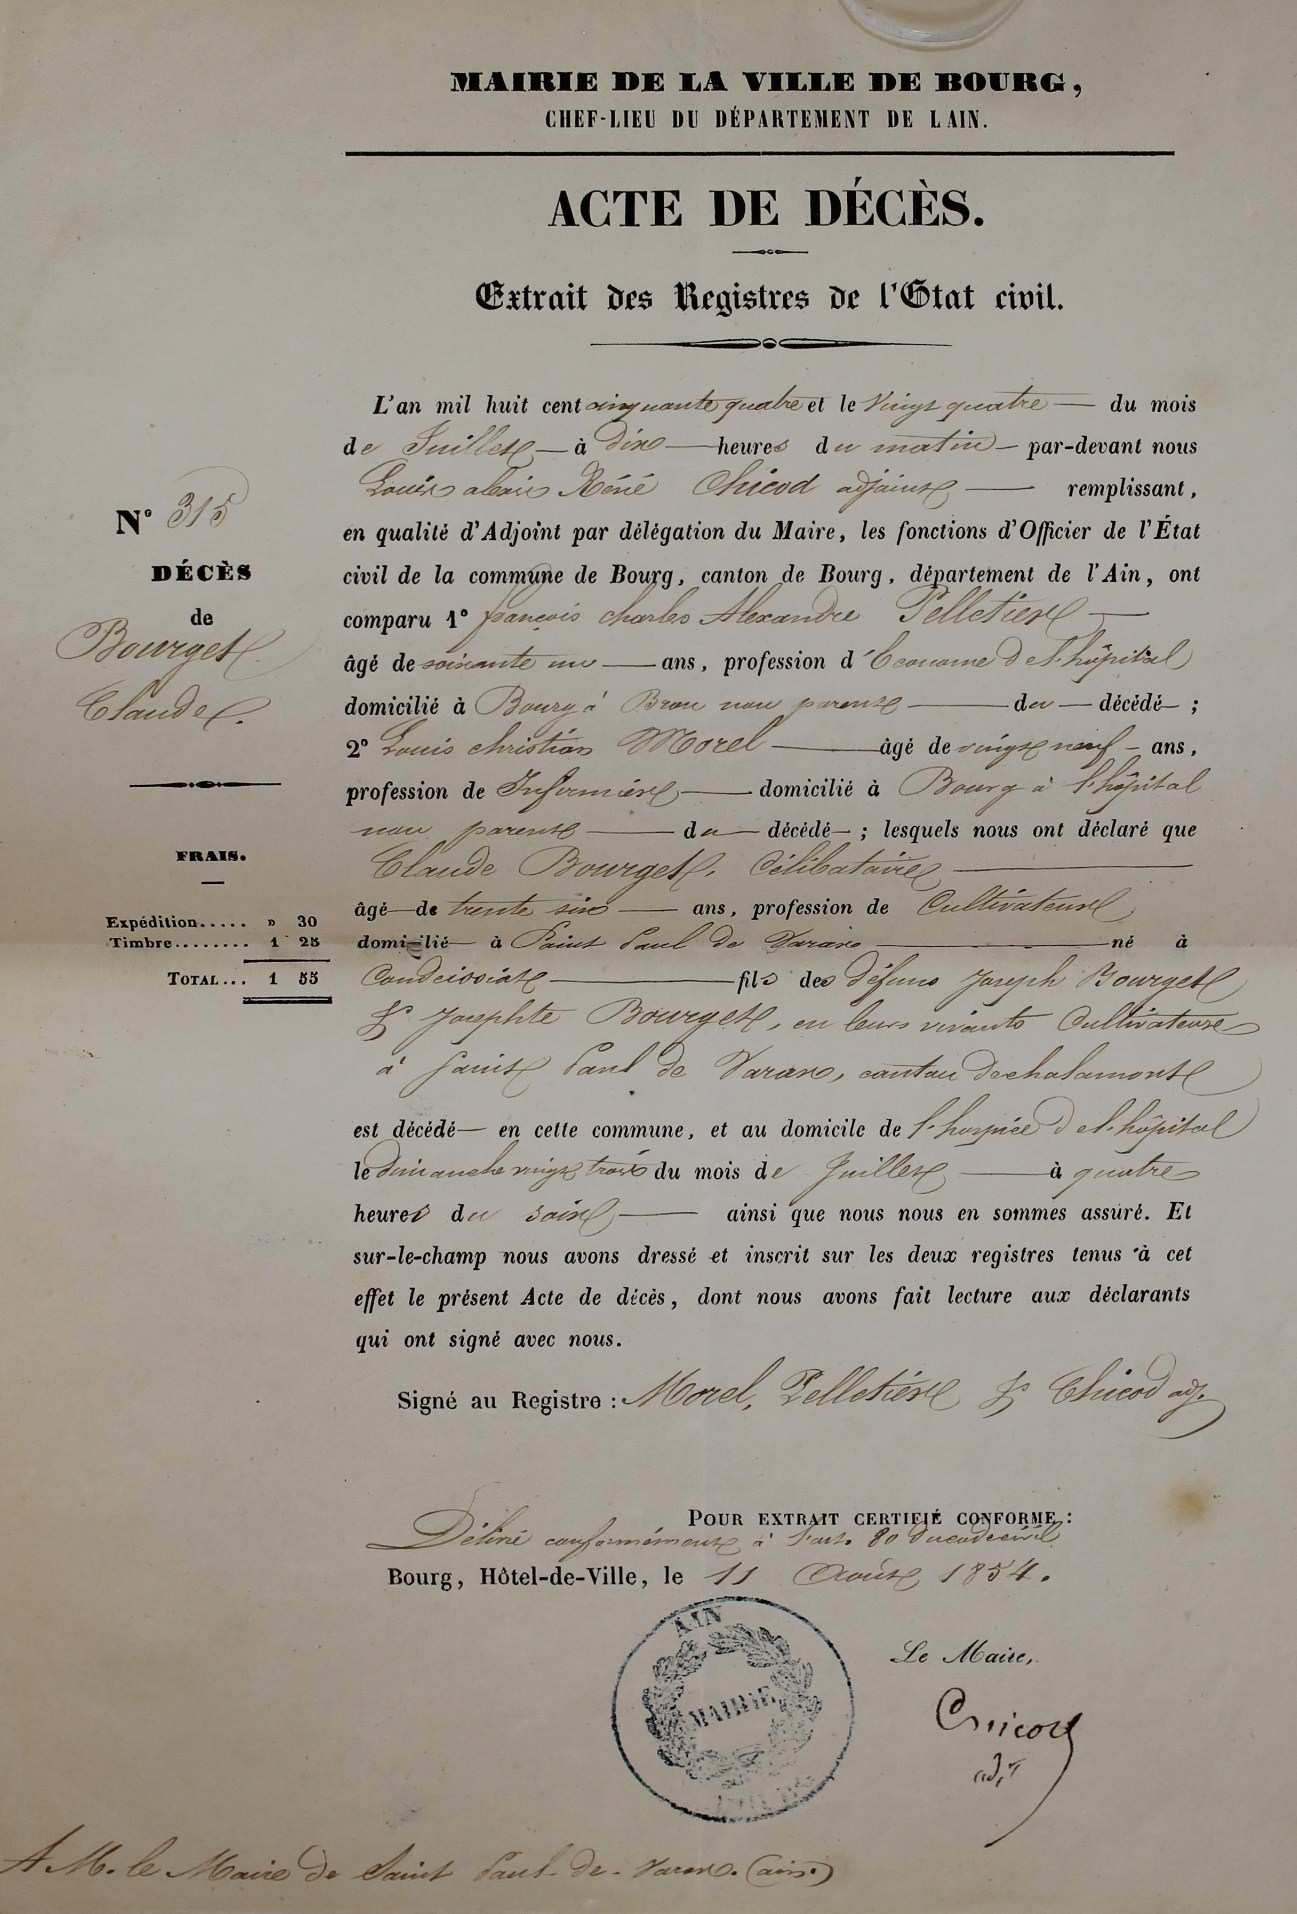 MAIRIE DE LA VILLE DE BOURG,
CHEF-LIEU DU DÉPARTEMENT DE L AIN.
ACTE DE DÉCÈS.
Extrait des Registres de l'Etat civil.
N° 315
DÉCÈS
de
Bourget
Claude.
FRAIS.
Expédition..... » 30
Timbre........ 1 25
TOTAL... 1 55
L'an mil huit cent cinquante quatre et le vingt quatre — du mois
de Juillet — à dix — heures du matin — par-devant nous
Louis alexis Réné Chicod adjoint — remplissant,
en qualité d'Adjoint par délégation du Maire, les fonctions d'Officier de l'État
civil de la commune de Bourg, canton de Bourg, département de l'Ain, ont
comparu 1° françois charles Alexandre Pelletier —
âgé de soixante un — ans, profession d'économe de l'hôpital
domicilié à Bourg à Brou non parent — du — décédé — ;
2° Louis christian Morel — âgé de vingt neuf — ans,
profession de Infirmier — domicilié à Bourg à l'hôpital
non parent — du — décédé — ; lesquels nous ont déclaré que
Claude Bourget, Célibataire —
âgé — de trente six — ans, profession de Cultivateur
domicilié — à Saint Paul de Varax — né à
Condeissiat — fils des défunts Joseph Bourget
& Josephte Bourget, en leurs vivants Cultivateurs
à Saint Paul de Varax, canton de chalamont
est décédé — en cette commune, et au domicile de l'hospice de l'hôpital
le dimanche vingt trois du mois de Juillet — à quatre
heures du soir — ainsi que nous nous en sommes assuré. Et
sur-le-champ nous avons dressé et inscrit sur les deux registres tenus à cet
effet le présent Acte de décès, dont nous avons fait lecture aux déclarants
qui ont signé avec nous.
Signé au Registre : Morel, Pelletier & Chicod adj.
POUR EXTRAIT CERTIFIÉ CONFORME :
Délivré conformément à l'art. 80 du code civil
Bourg, Hôtel-de-Ville, le 11 Août 1854.
AIN
MAIRIE
Le Maire,
Chicod
adjt
A M. le Maire de Saint Paul-de-Varax. (ain.)